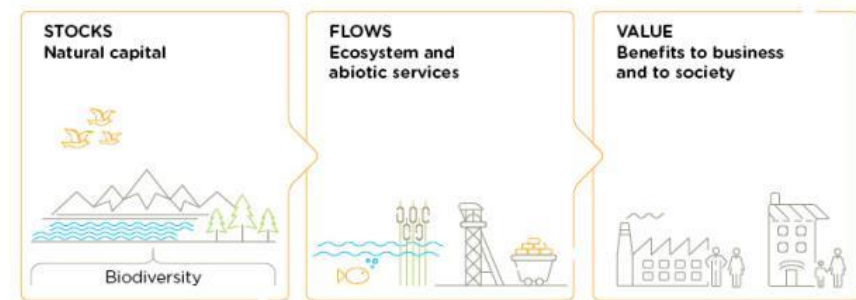 STOCKS
Natural capital
Biodiversity
FLOWS
Ecosystem and
abiotic services
VALUE
Benefits to business
and to society